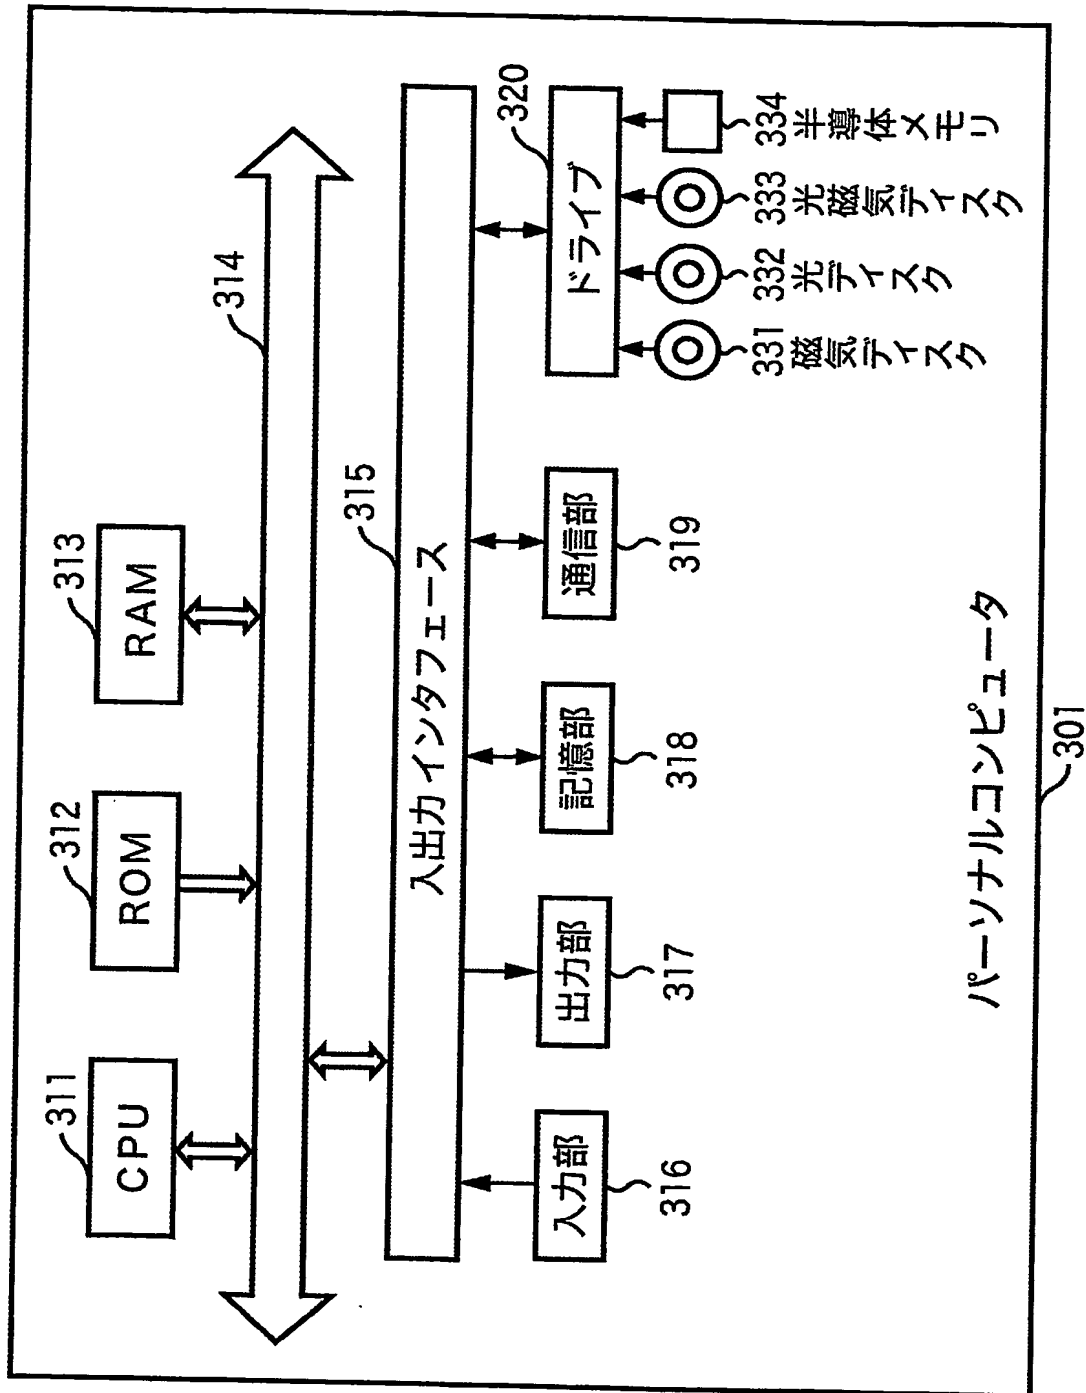 311
CPU
312
ROM
313
RAM
314
315
入出力インタフェース
320
ドライブ
入力部
316
出力部
317
記憶部
318
通信部
319
331
磁気ディスク
332
光ディスク
333
光磁気ディスク
334
半導体メモリ
パーソナルコンピュータ
301